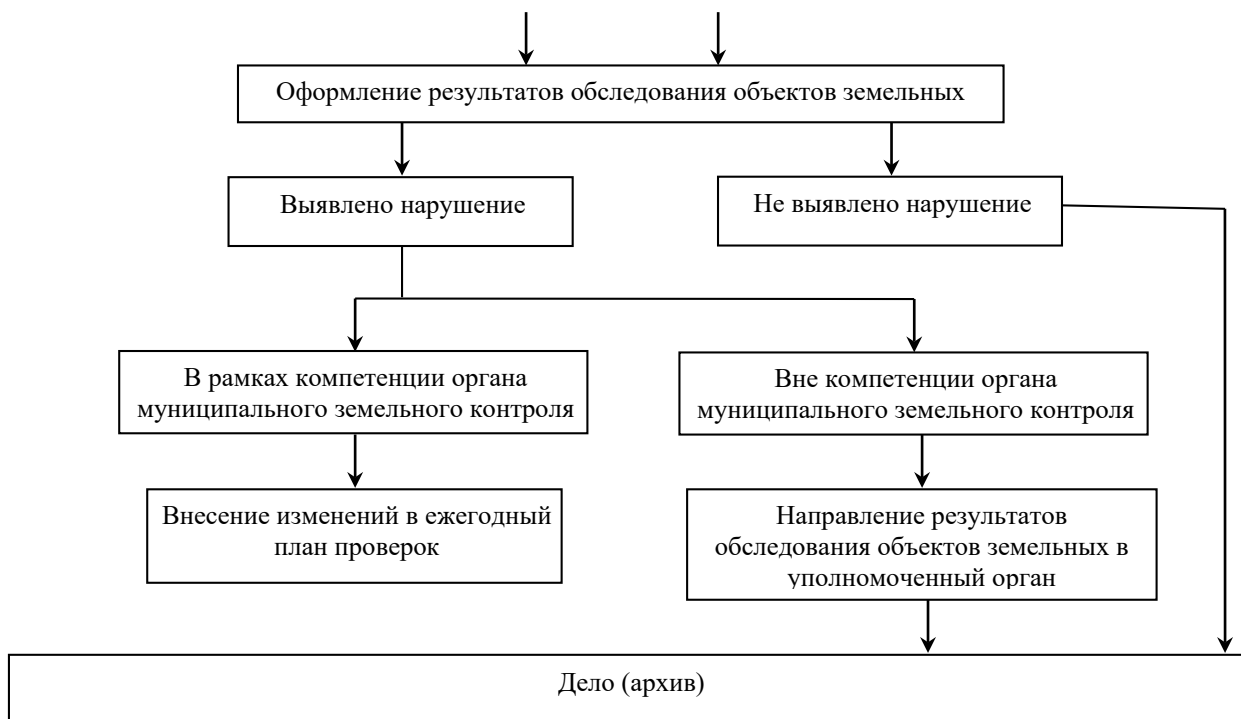 Оформление результатов обследования объектов земельных
Выявлено нарушение
Не выявлено нарушение
В рамках компетенции органа
муниципального земельного контроля
Вне компетенции органа
муниципального земельного контроля
Внесение изменений в ежегодный
план проверок
Направление результатов
обследования объектов земельных в
уполномоченный орган
Дело (архив)